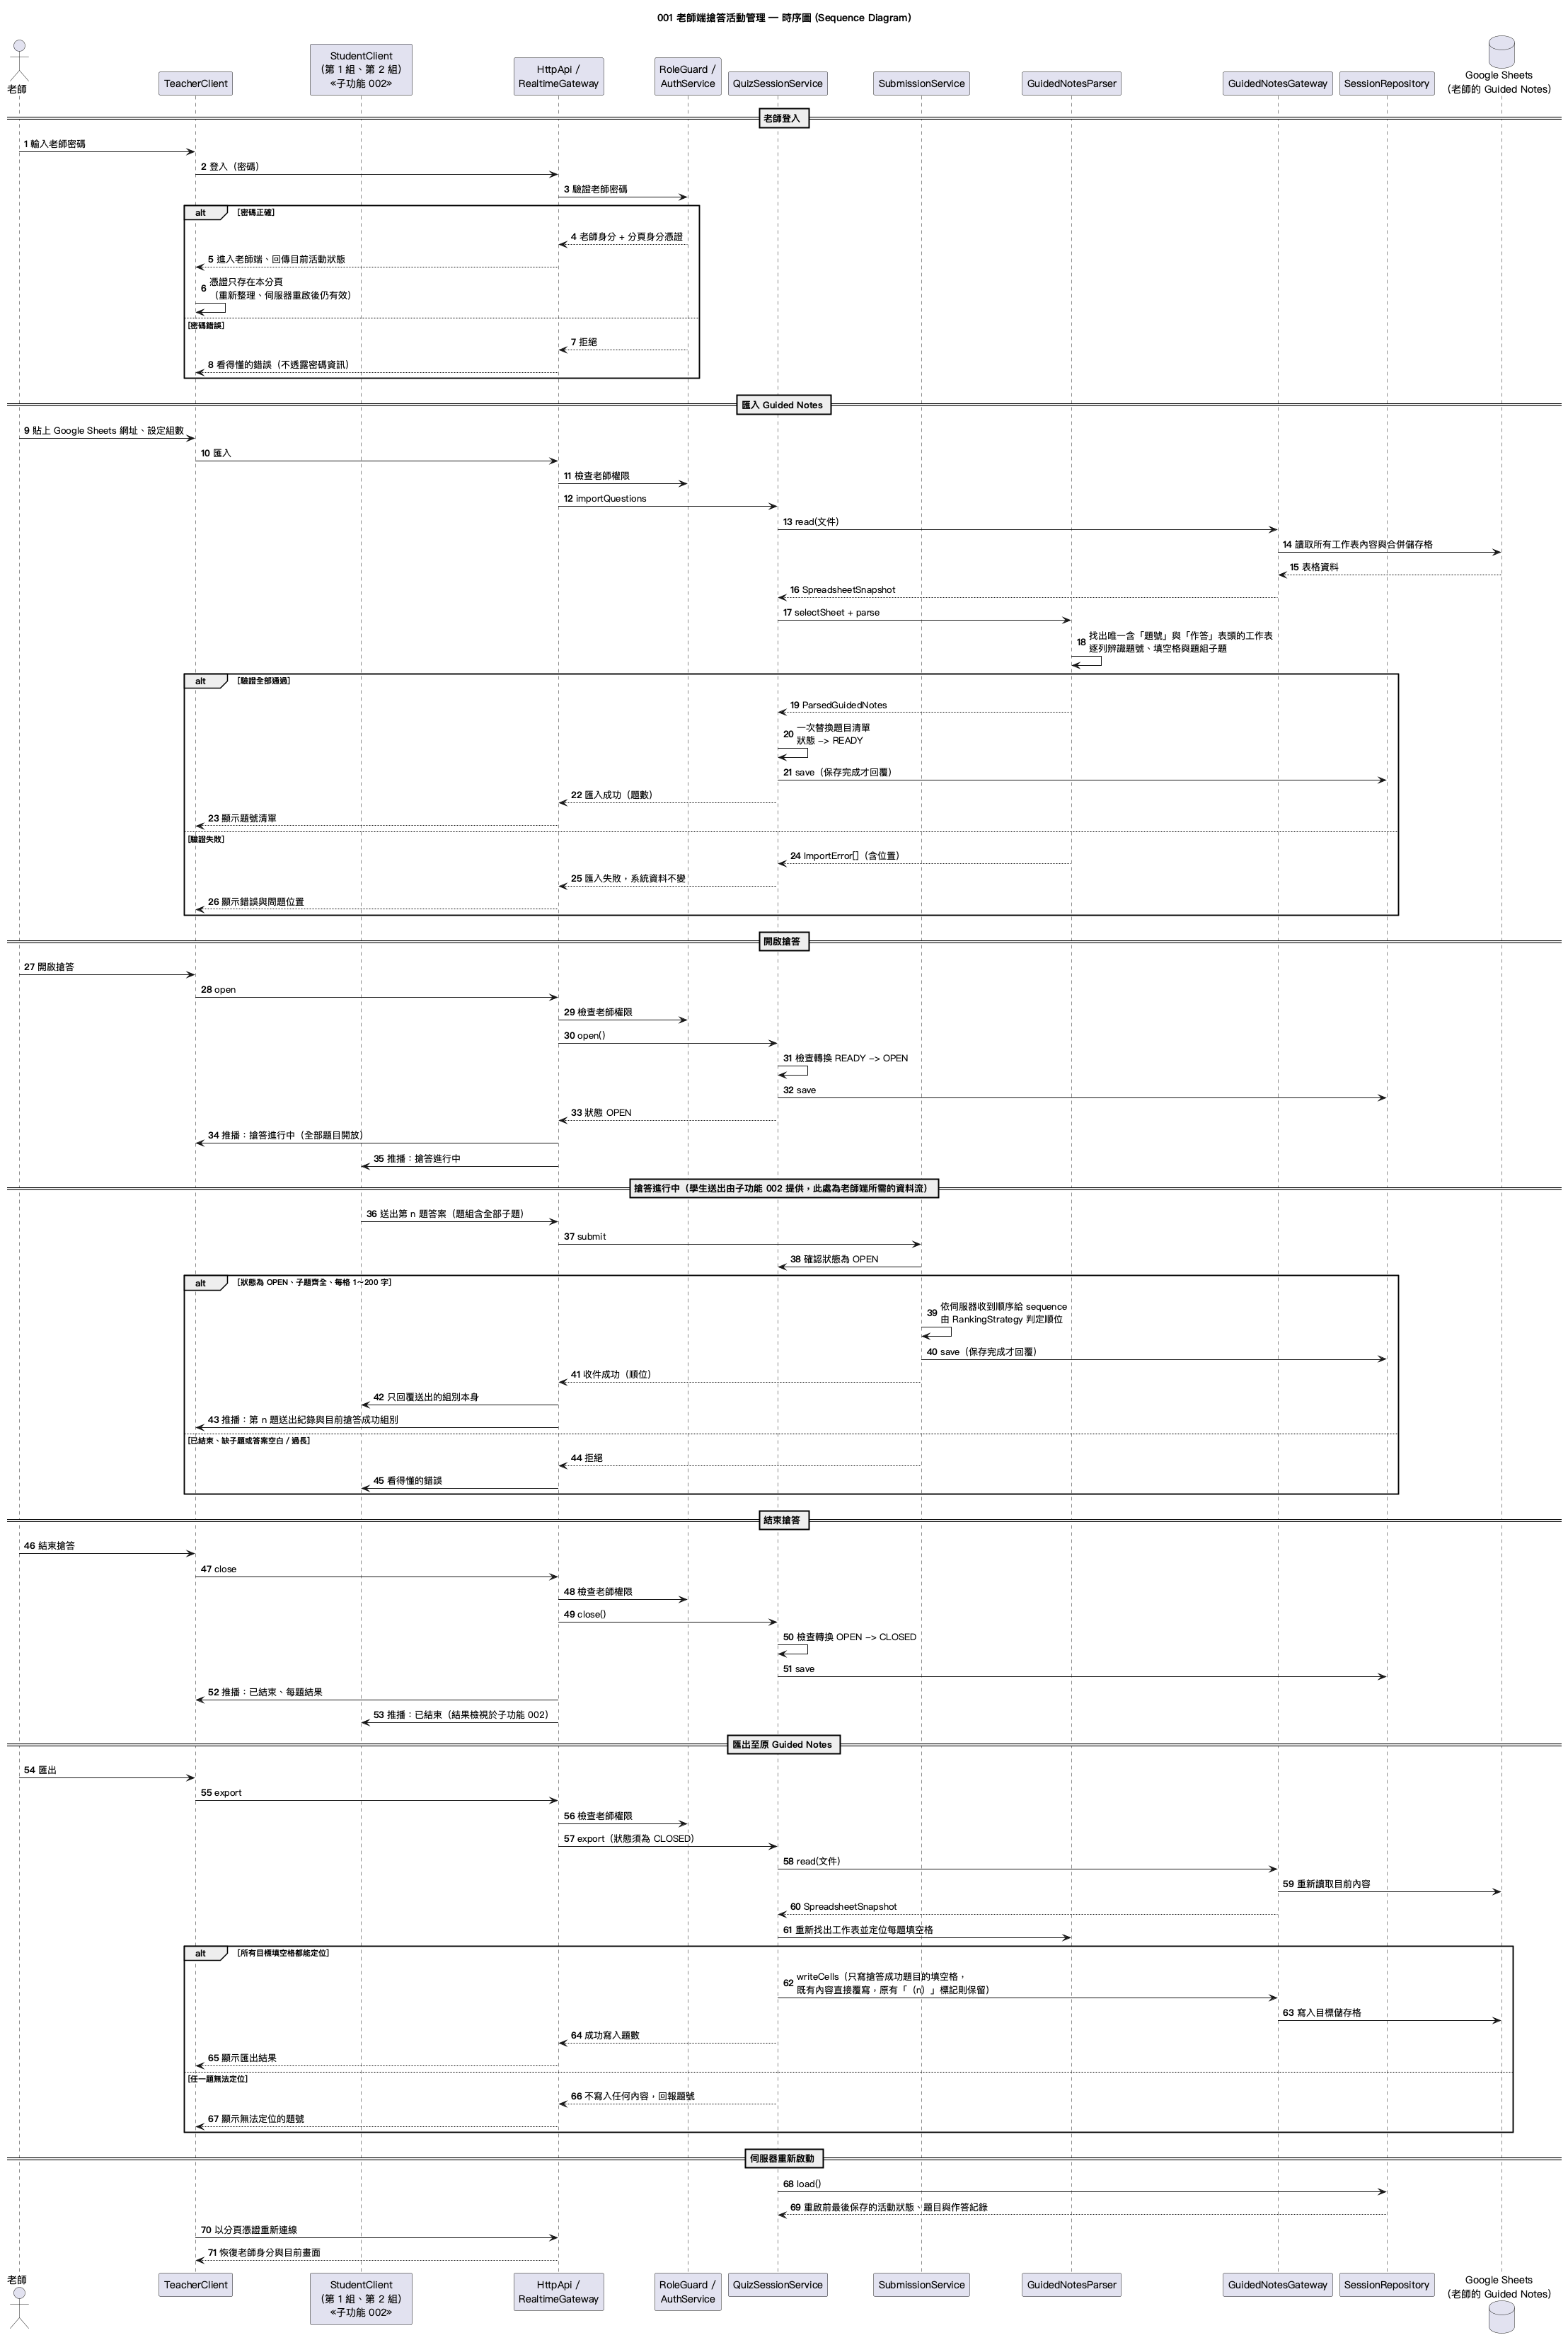 001 老師端搶答活動管理 — 時序圖 (Sequence Diagram)
老師
TeacherClient
StudentClient
(第 1 組、第 2 組)
«子功能 002»
HttpApi /
RealtimeGateway
RoleGuard /
AuthService
QuizSessionService
SubmissionService
GuidedNotesParser
GuidedNotesGateway
SessionRepository
Google Sheets
(老師的 Guided Notes)
老師登入
1 輸入老師密碼
2 登入（密碼）
3 驗證老師密碼
alt [密碼正確]
4 老師身分 + 分頁身分憑證
5 進入老師端、回傳目前活動狀態
6 憑證只存在本分頁
（重新整理、伺服器重啟後仍有效）
[密碼錯誤]
7 拒絕
8 看得懂的錯誤（不透露密碼資訊）
匯入 Guided Notes
9 貼上 Google Sheets 網址、設定組數
10 匯入
11 檢查老師權限
12 importQuestions
13 read(文件)
14 讀取所有工作表內容與合併儲存格
15 表格資料
16 SpreadsheetSnapshot
17 selectSheet + parse
18 找出唯一含「題號」與「作答」表頭的工作表
逐列辨識題號、填空格與題組子題
alt [驗證全部通過]
19 ParsedGuidedNotes
20 一次替換題目清單
狀態 -> READY
21 save（保存完成才回覆）
22 匯入成功（題數）
23 顯示題號清單
[驗證失敗]
24 ImportError[]（含位置）
25 匯入失敗，系統資料不變
26 顯示錯誤與問題位置
開啟搶答
27 開啟搶答
28 open
29 檢查老師權限
30 open()
31 檢查轉換 READY -> OPEN
32 save
33 狀態 OPEN
34 推播：搶答進行中（全部題目開放）
35 推播：搶答進行中
搶答進行中（學生送出由子功能 002 提供，此處為老師端所需的資料流）
36 送出第 n 題答案（題組含全部子題）
37 submit
38 確認狀態為 OPEN
alt [狀態為 OPEN、子題齊全、每格 1～200 字]
39 依伺服器收到順序給 sequence
由 RankingStrategy 判定順位
40 save（保存完成才回覆）
41 收件成功（順位）
42 只回覆送出的組別本身
43 推播：第 n 題送出紀錄與目前搶答成功組別
[已結束、缺子題或答案空白 / 過長]
44 拒絕
45 看得懂的錯誤
結束搶答
46 結束搶答
47 close
48 檢查老師權限
49 close()
50 檢查轉換 OPEN -> CLOSED
51 save
52 推播：已結束、每題結果
53 推播：已結束（結果檢視於子功能 002）
匯出至原 Guided Notes
54 匯出
55 export
56 檢查老師權限
57 export（狀態須為 CLOSED）
58 read(文件)
59 重新讀取目前內容
60 SpreadsheetSnapshot
61 重新找出工作表並定位每題填空格
alt [所有目標填空格都能定位]
62 writeCells（只寫搶答成功題目的填空格，
既有內容直接覆寫，原有「（n）」標記則保留）
63 寫入目標儲存格
64 成功寫入題數
65 顯示匯出結果
[任一題無法定位]
66 不寫入任何內容，回報題號
67 顯示無法定位的題號
伺服器重新啟動
68 load()
69 重啟前最後保存的活動狀態、題目與作答紀錄
70 以分頁憑證重新連線
71 恢復老師身分與目前畫面
老師
TeacherClient
StudentClient
(第 1 組、第 2 組)
«子功能 002»
HttpApi /
RealtimeGateway
RoleGuard /
AuthService
QuizSessionService
SubmissionService
GuidedNotesParser
GuidedNotesGateway
SessionRepository
Google Sheets
(老師的 Guided Notes)